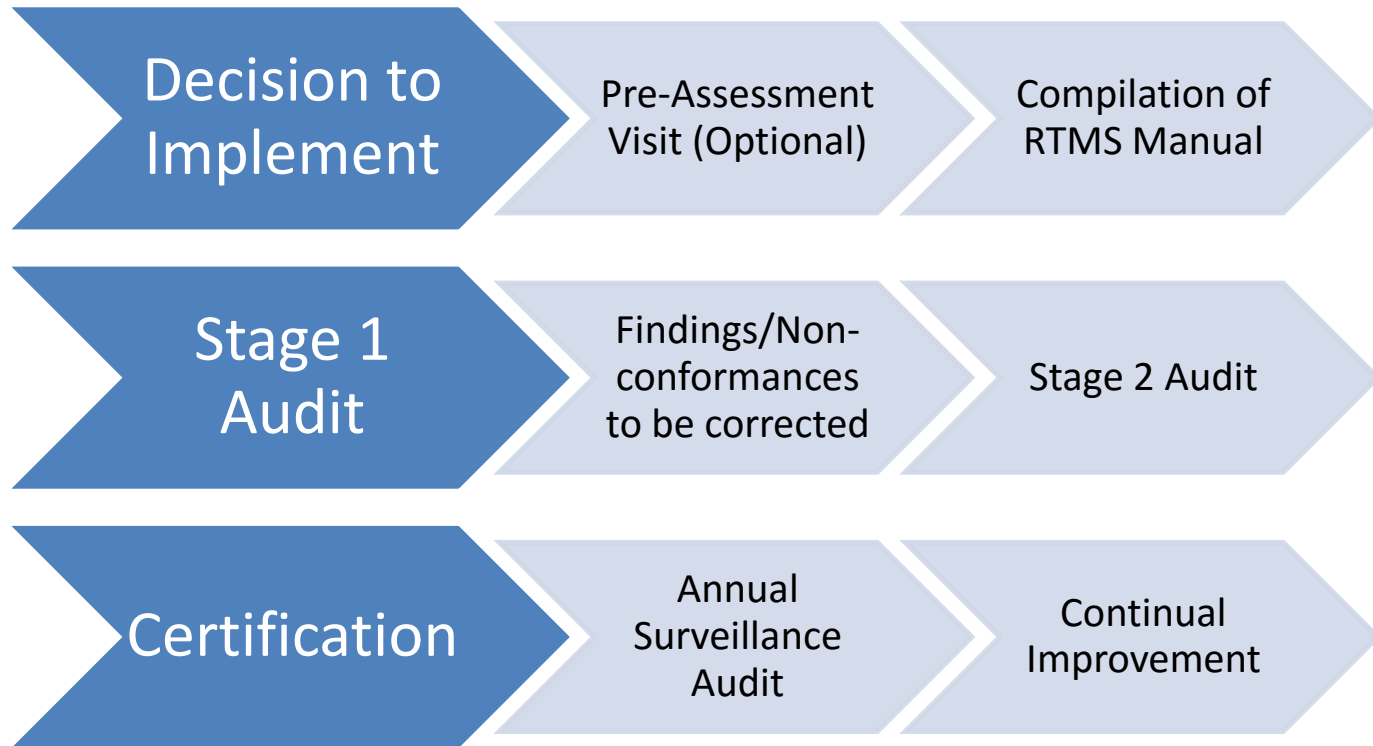 Decision to
Implement
Pre-Assessment
Visit (Optional)
Compilation of
RTMS Manual
Stage 1
Audit
Findings/Non-
conformances
to be corrected
Stage 2 Audit
Certification
Annual
Surveillance
Audit
Continual
Improvement